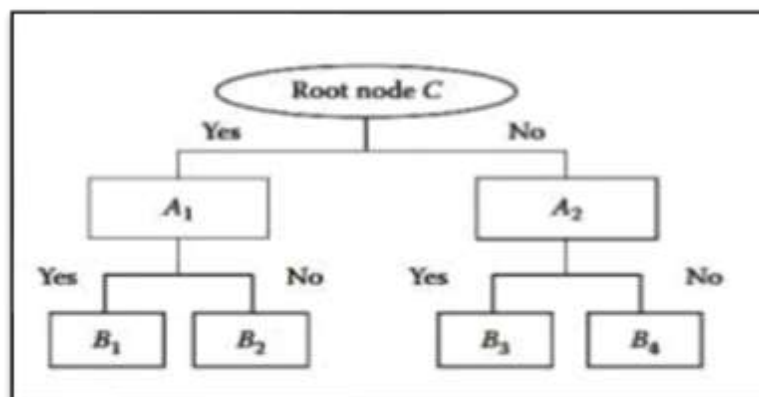 Root node C
Yes No
A₁ A₂
Yes No Yes No
B₁ B₂ B₃ B₄